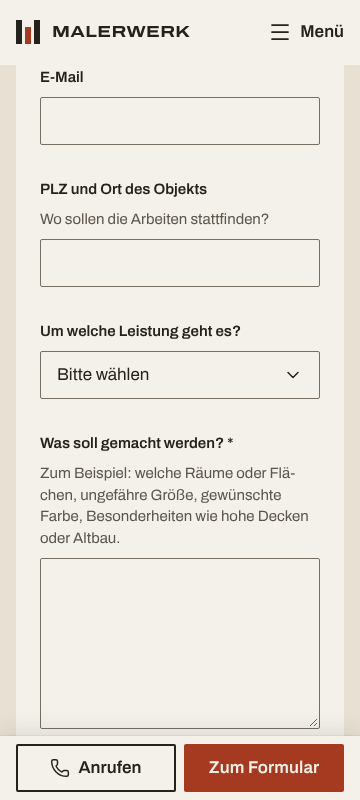 MALERWERK
Menü
E-Mail
PLZ und Ort des Objekts
Wo sollen die Arbeiten stattfinden?
Um welche Leistung geht es?
Bitte wählen
Was soll gemacht werden? *
Zum Beispiel: welche Räume oder Flä-
chen, ungefähre Größe, gewünschte
Farbe, Besonderheiten wie hohe Decken
oder Altbau.
Anrufen
Zum Formular